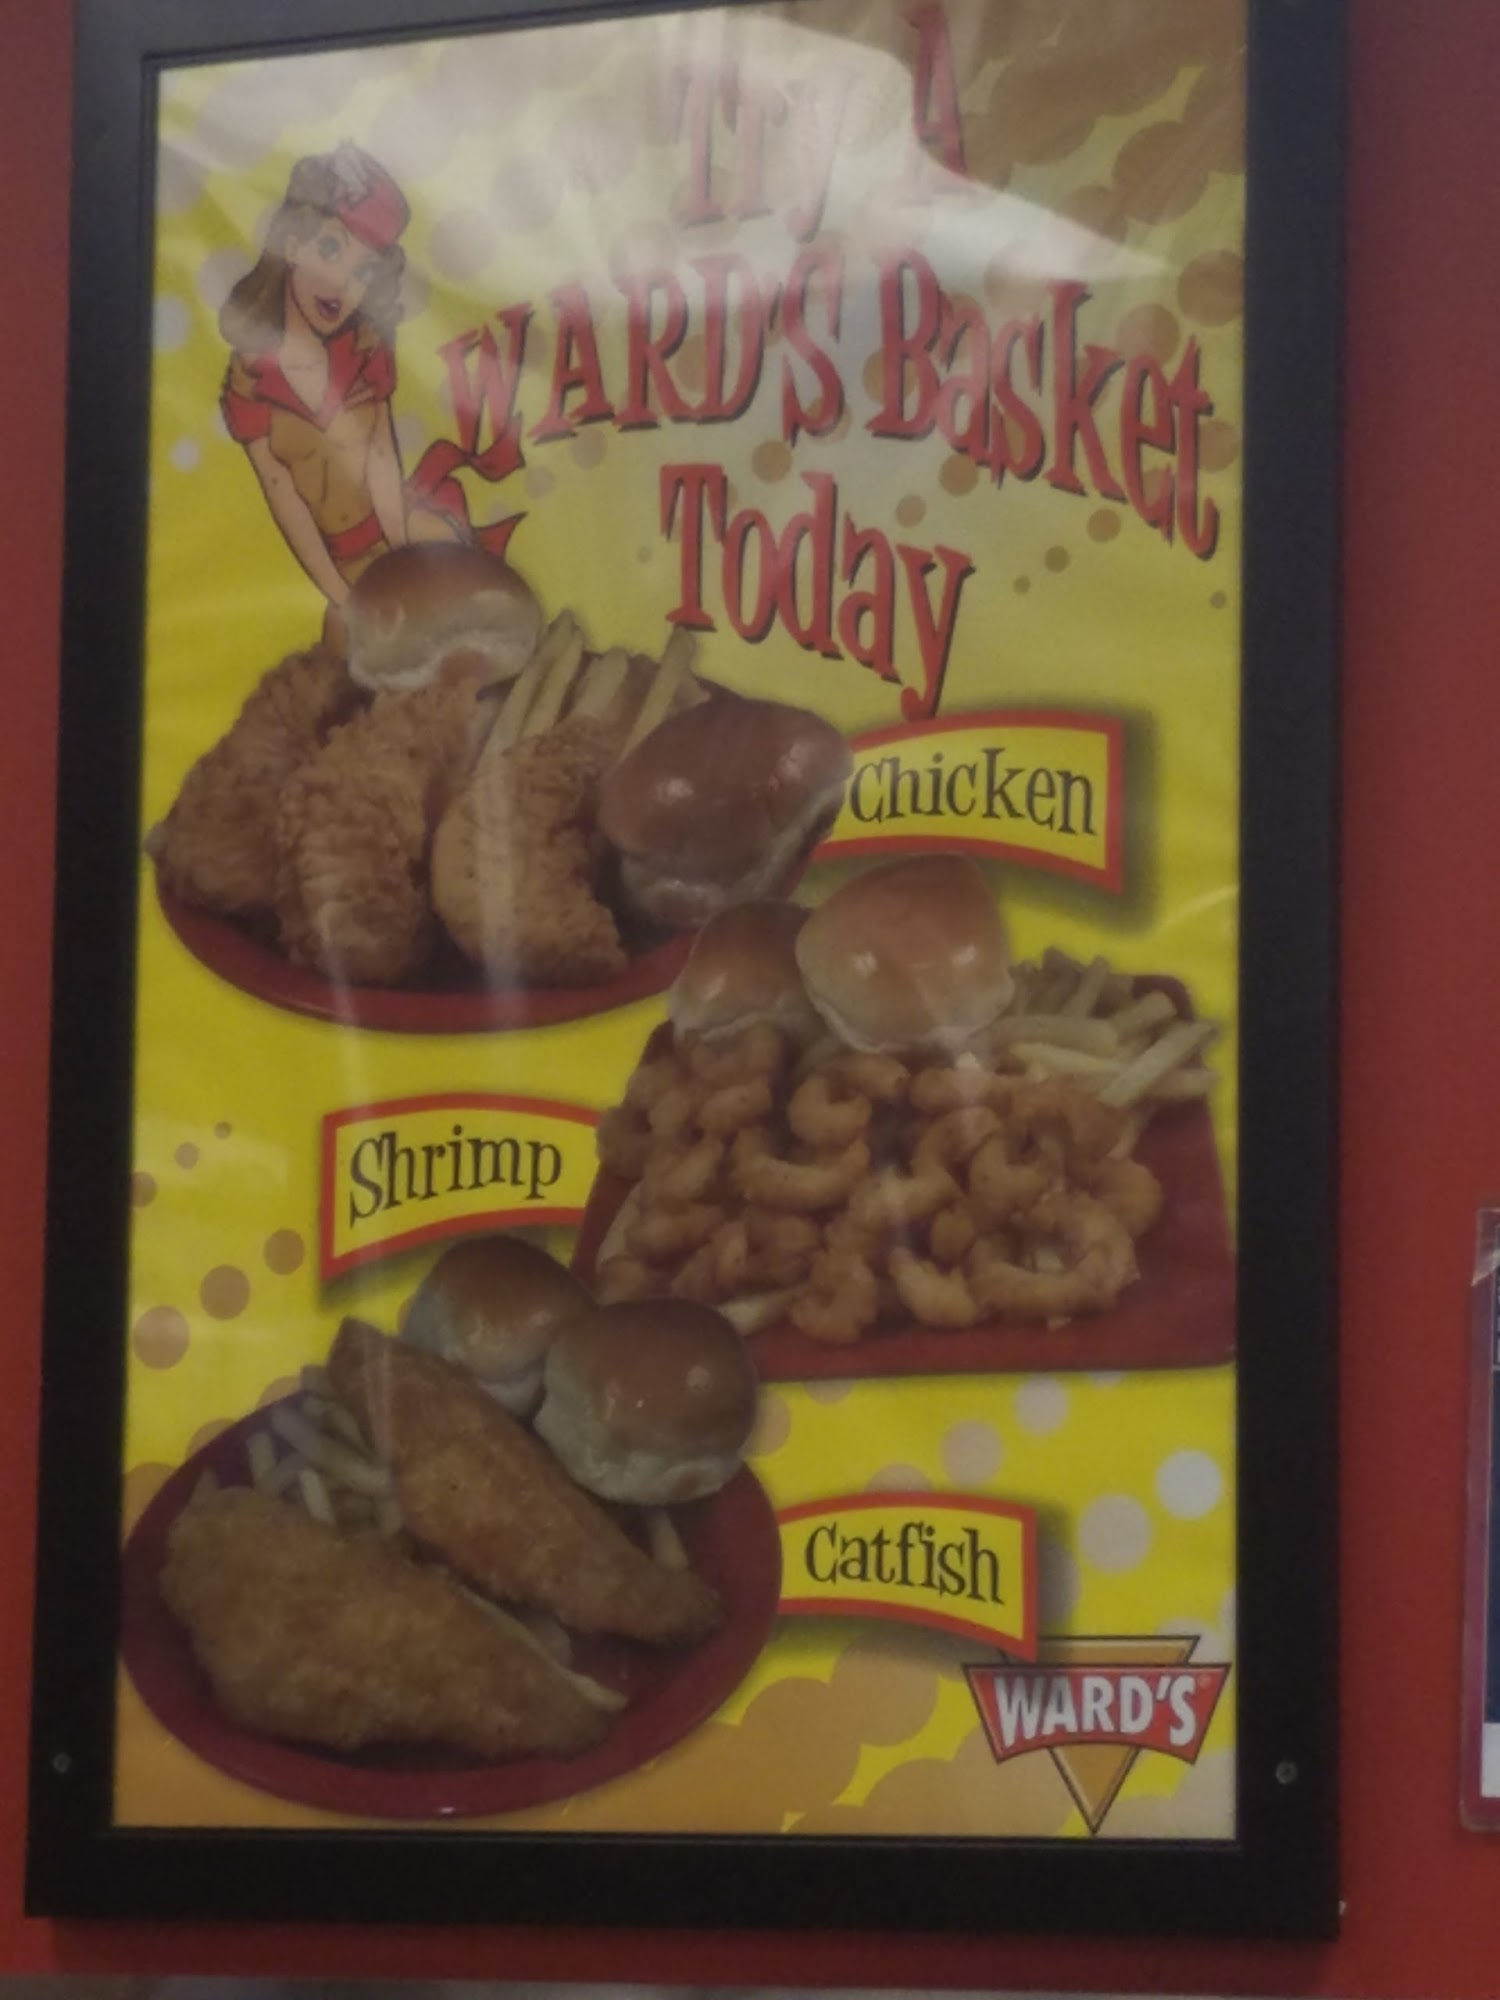 Try A
WARD'S Basket
Today
Chicken
Shrimp
Catfish
WARD'S